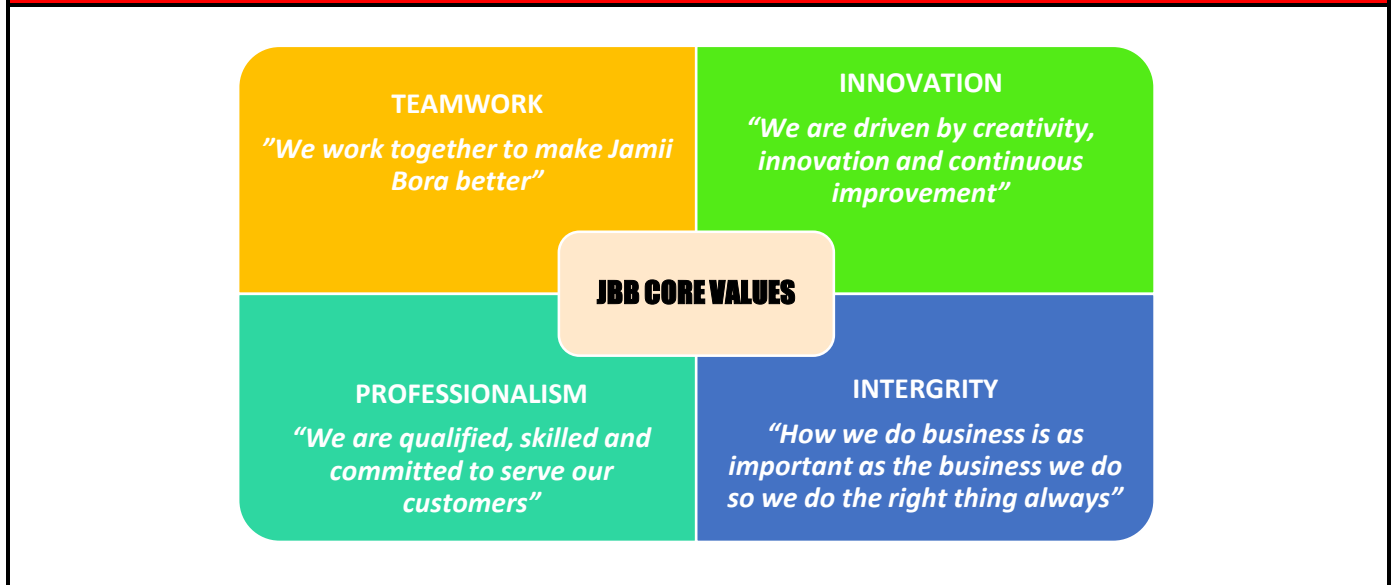 TEAMWORK
”We work together to make Jamii
Bora better”
INNOVATION
“We are driven by creativity,
innovation and continuous
improvement”
JBB CORE VALUES
PROFESSIONALISM
“We are qualified, skilled and
committed to serve our
customers”
INTERGRITY
“How we do business is as
important as the business we do
so we do the right thing always”